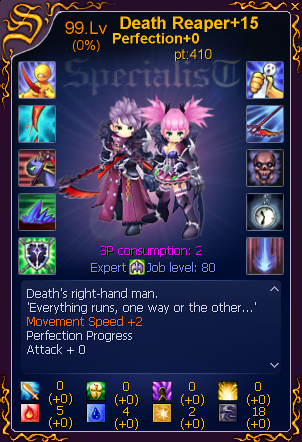 S
99.Lv
(0%)
Death Reaper+15
Perfection+0
pt:410
SpecialisT
SP consumption: 2
Expert Job level: 80
Death's right-hand man.
'Everything runs, one way or the other...'
Movement Speed +2
Perfection Progress
Attack + 0
0 0 0 0
(+0) (+0) (+0) (+0)
5 4 2 18
(+0) (+0) (+0) (+0)